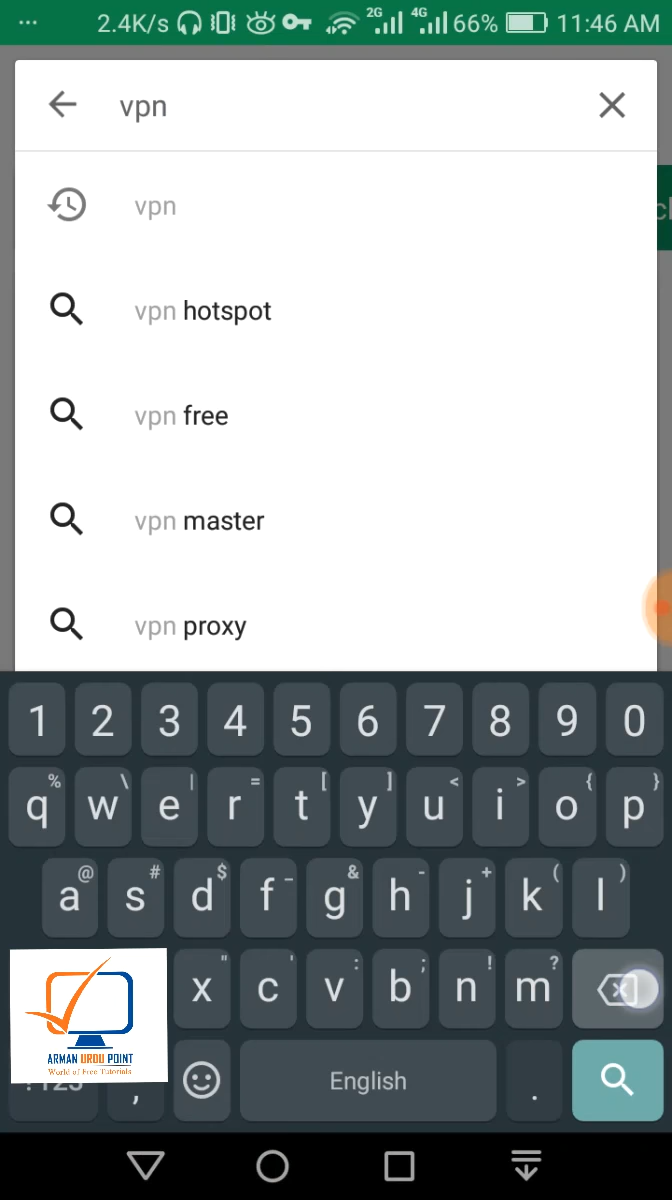 ... 2.4K/s 2G 4G 66% 11:46 AM
vpn
vpn
vpn hotspot
vpn free
vpn master
vpn proxy
1 2 3 4 5 6 7 8 9 0
% \ | = [ ] < > { }
q w e r t y u i o p
@ # $ _ & - + ( )
a s d f g h j k l
" ' : ; ! ?
x c v b n m
ARMAN URDU POINT
World of Free Tutorials
?123 , English .